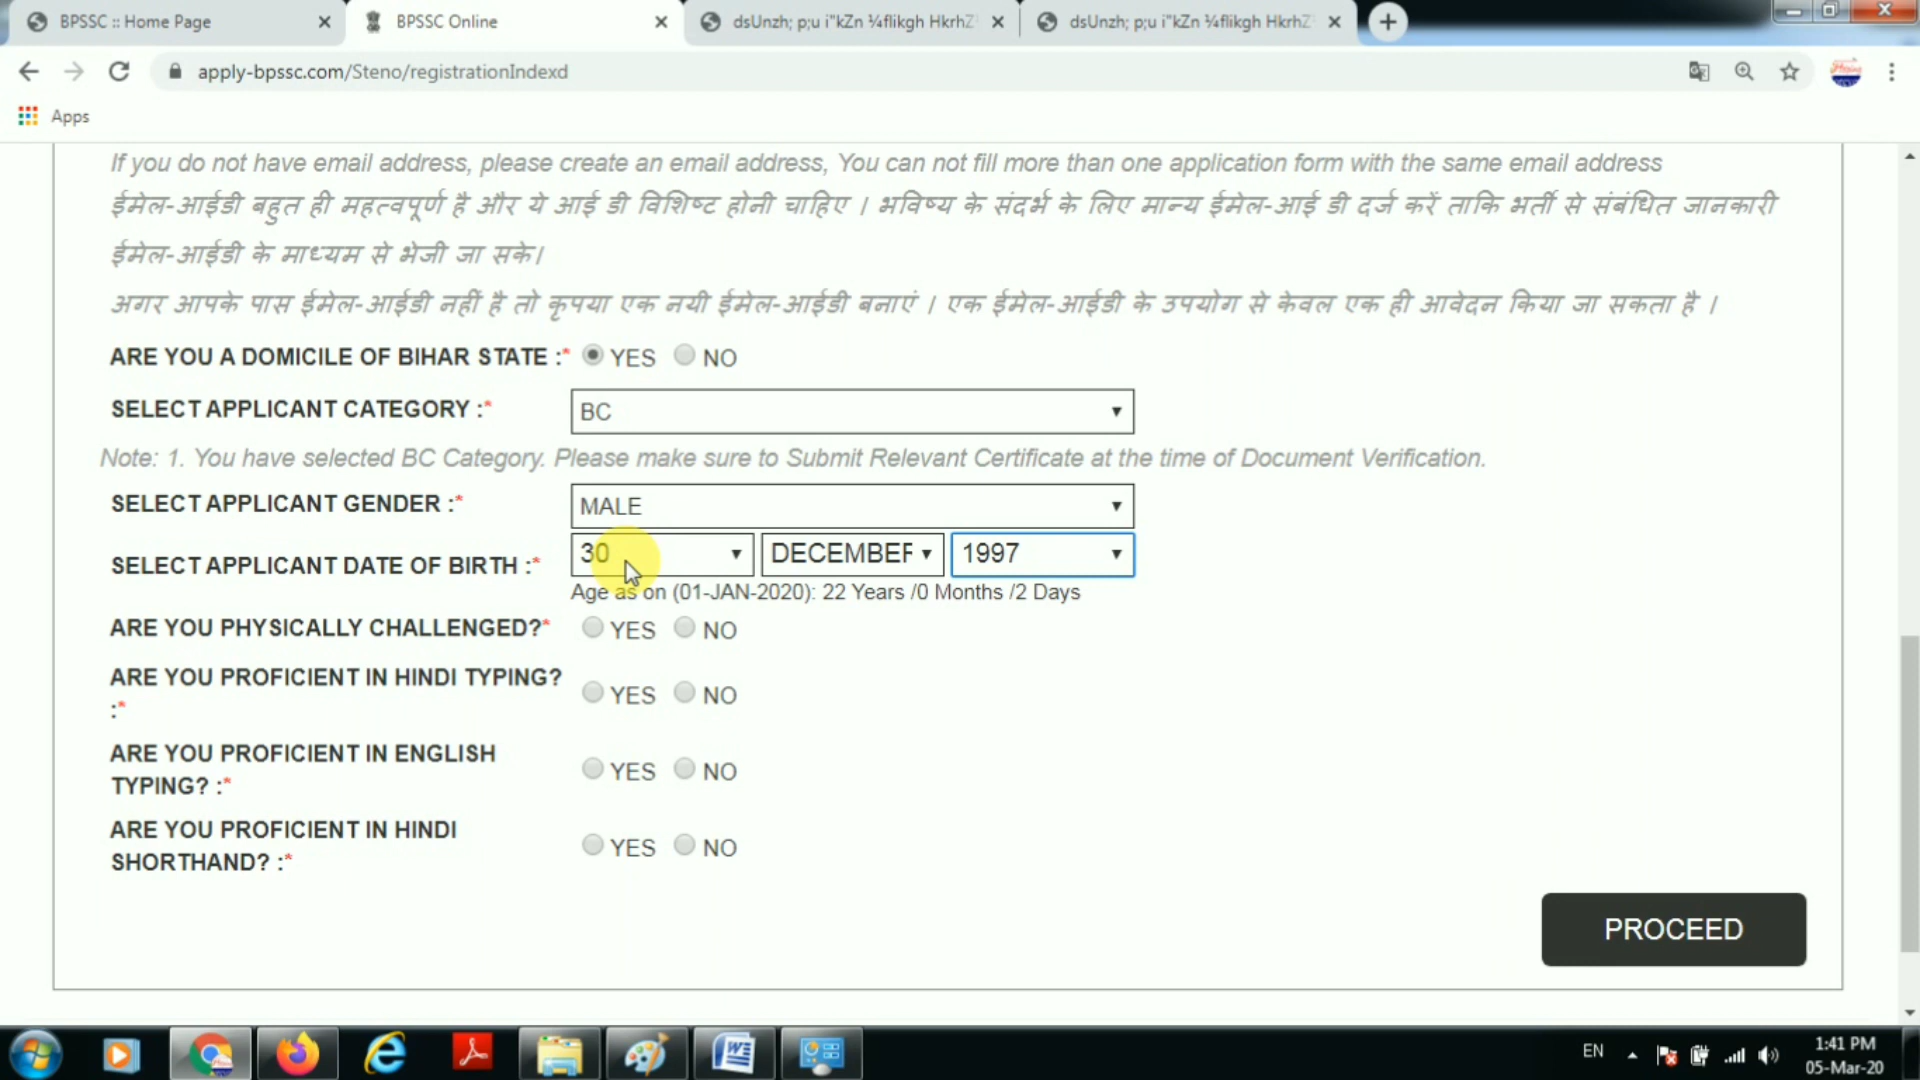 BPSSC :: Home Page
BPSSC Online
dsUnzh; p;u i"kZn ¼flikgh HkrhZ
dsUnzh; p;u i"kZn ¼flikgh HkrhZ
apply-bpssc.com/Steno/registrationIndexd
Apps
If you do not have email address, please create an email address, You can not fill more than one application form with the same email address
ईमेल-आईडी बहुत ही महत्वपूर्ण है और ये आई डी विशिष्ट होनी चाहिए । भविष्य के संदर्भ के लिए मान्य ईमेल-आई डी दर्ज करें ताकि भर्ती से संबंधित जानकारी
ईमेल-आईडी के माध्यम से भेजी जा सके।
अगर आपके पास ईमेल-आईडी नहीं है तो कृपया एक नयी ईमेल-आईडी बनाएं । एक ईमेल-आईडी के उपयोग से केवल एक ही आवेदन किया जा सकता है ।
ARE YOU A DOMICILE OF BIHAR STATE :* YES NO
SELECT APPLICANT CATEGORY :* BC
Note: 1. You have selected BC Category. Please make sure to Submit Relevant Certificate at the time of Document Verification.
SELECT APPLICANT GENDER :* MALE
SELECT APPLICANT DATE OF BIRTH :* 30 DECEMBER 1997
Age as on (01-JAN-2020): 22 Years /0 Months /2 Days
ARE YOU PHYSICALLY CHALLENGED?* YES NO
ARE YOU PROFICIENT IN HINDI TYPING?
:* YES NO
ARE YOU PROFICIENT IN ENGLISH
TYPING? :* YES NO
ARE YOU PROFICIENT IN HINDI
SHORTHAND? :* YES NO
PROCEED
EN
1:41 PM
05-Mar-20